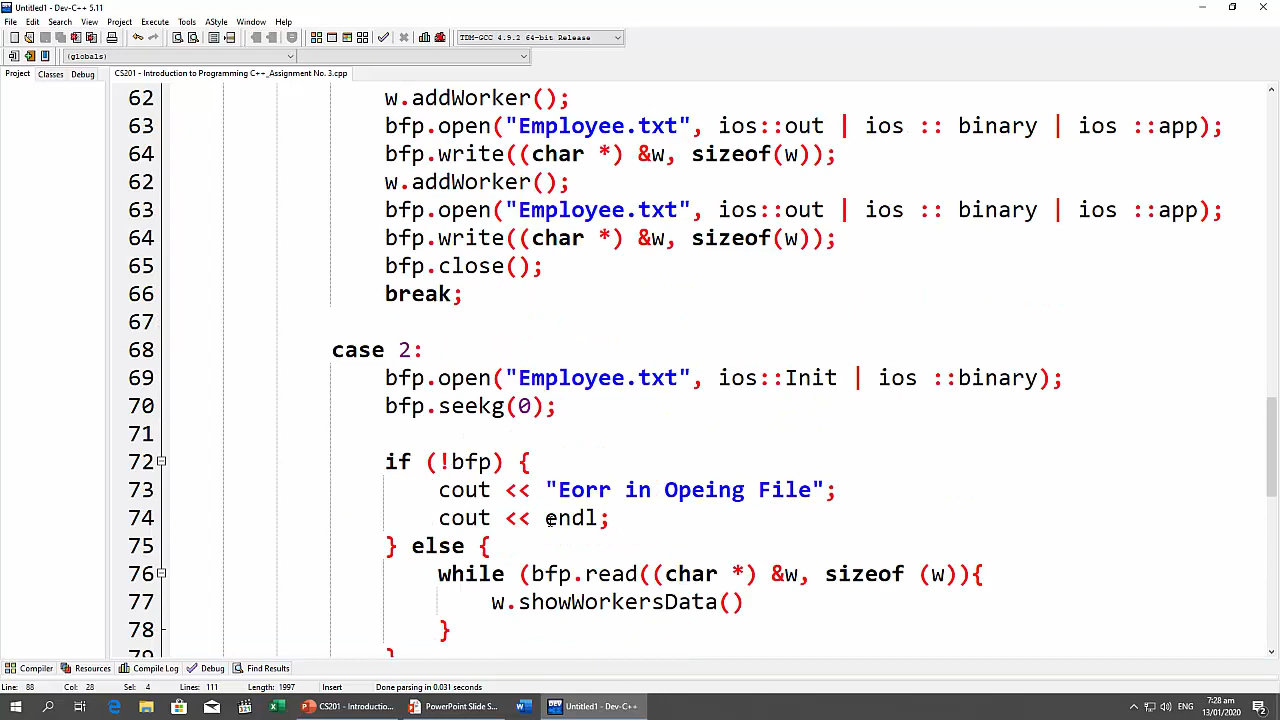 Untitled1 - Dev-C++ 5.11
File Edit Search View Project Execute Tools AStyle Window Help
TDM-GCC 4.9.2 64-bit Release
(globals)
Project Classes Debug CS201 - Introduction to Programming C++_Assignment No. 3.cpp
62 w.addWorker();
63 bfp.open("Employee.txt", ios::out | ios :: binary | ios ::app);
64 bfp.write((char *) &w, sizeof(w));
62 w.addWorker();
63 bfp.open("Employee.txt", ios::out | ios :: binary | ios ::app);
64 bfp.write((char *) &w, sizeof(w));
65 bfp.close();
66 break;
67
68 case 2:
69 bfp.open("Employee.txt", ios::Init | ios ::binary);
70 bfp.seekg(0);
71
72 if (!bfp) {
73 cout << "Eorr in Opeing File";
74 cout << endl;
75 } else {
76 while (bfp.read((char *) &w, sizeof (w)){
77 w.showWorkersData()
78 }
79 }
Compiler Resources Compile Log Debug Find Results
Line: 88 Col: 28 Sel: 4 Lines: 111 Length: 1997 Insert Done parsing in 0.031 seconds
CS201 - Introductio... PowerPoint Slide S... Untitled1 - Dev-C++ ENG 7:28 am
13/01/2020 2